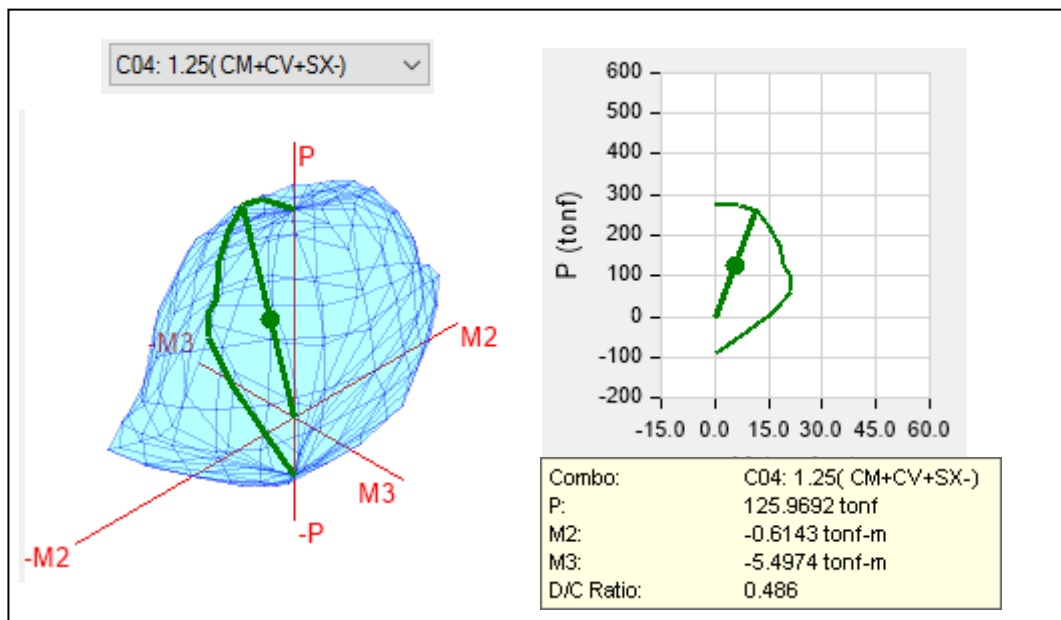 C04: 1.25( CM+CV+SX-)
P
M2
-M3
M3
-P
-M2
600
500
400
300
200
100
0
-100
-200
P (tonf)
-15.0 0.0 15.0 30.0 45.0 60.0
Combo: C04: 1.25( CM+CV+SX-)
P: 125.9692 tonf
M2: -0.6143 tonf-m
M3: -5.4974 tonf-m
D/C Ratio: 0.486